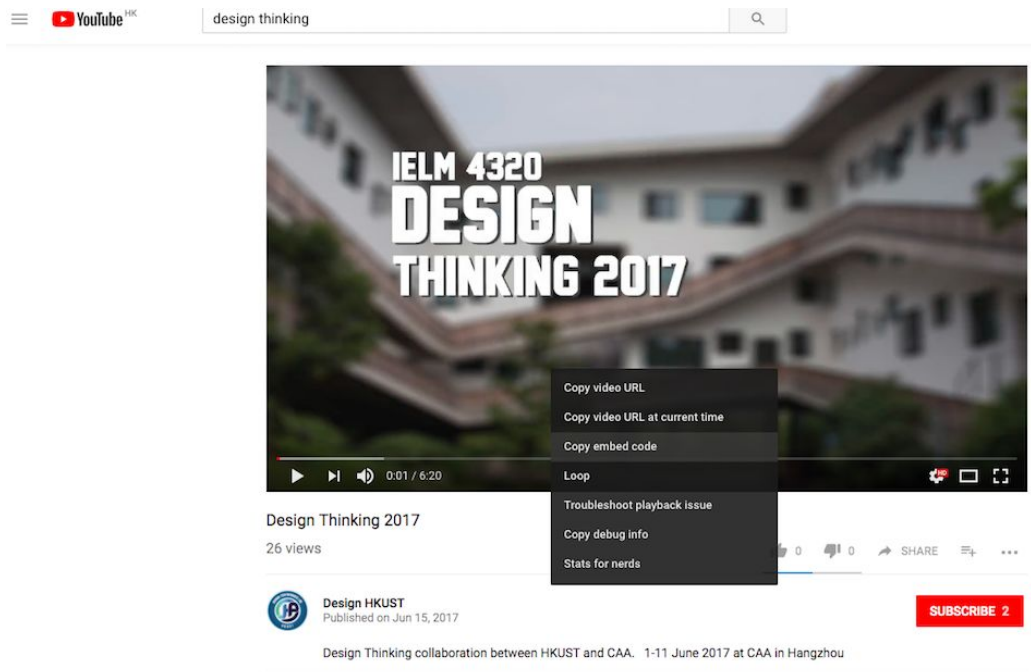 YouTube HK
design thinking
IELM 4320
DESIGN
THINKING 2017
Copy video URL
Copy video URL at current time
Copy embed code
Loop
Troubleshoot playback issue
Copy debug info
Stats for nerds
0:01 / 6:20
HD
Design Thinking 2017
26 views
0
0
SHARE
Design HKUST
Published on Jun 15, 2017
SUBSCRIBE 2
Design Thinking collaboration between HKUST and CAA. 1-11 June 2017 at CAA in Hangzhou